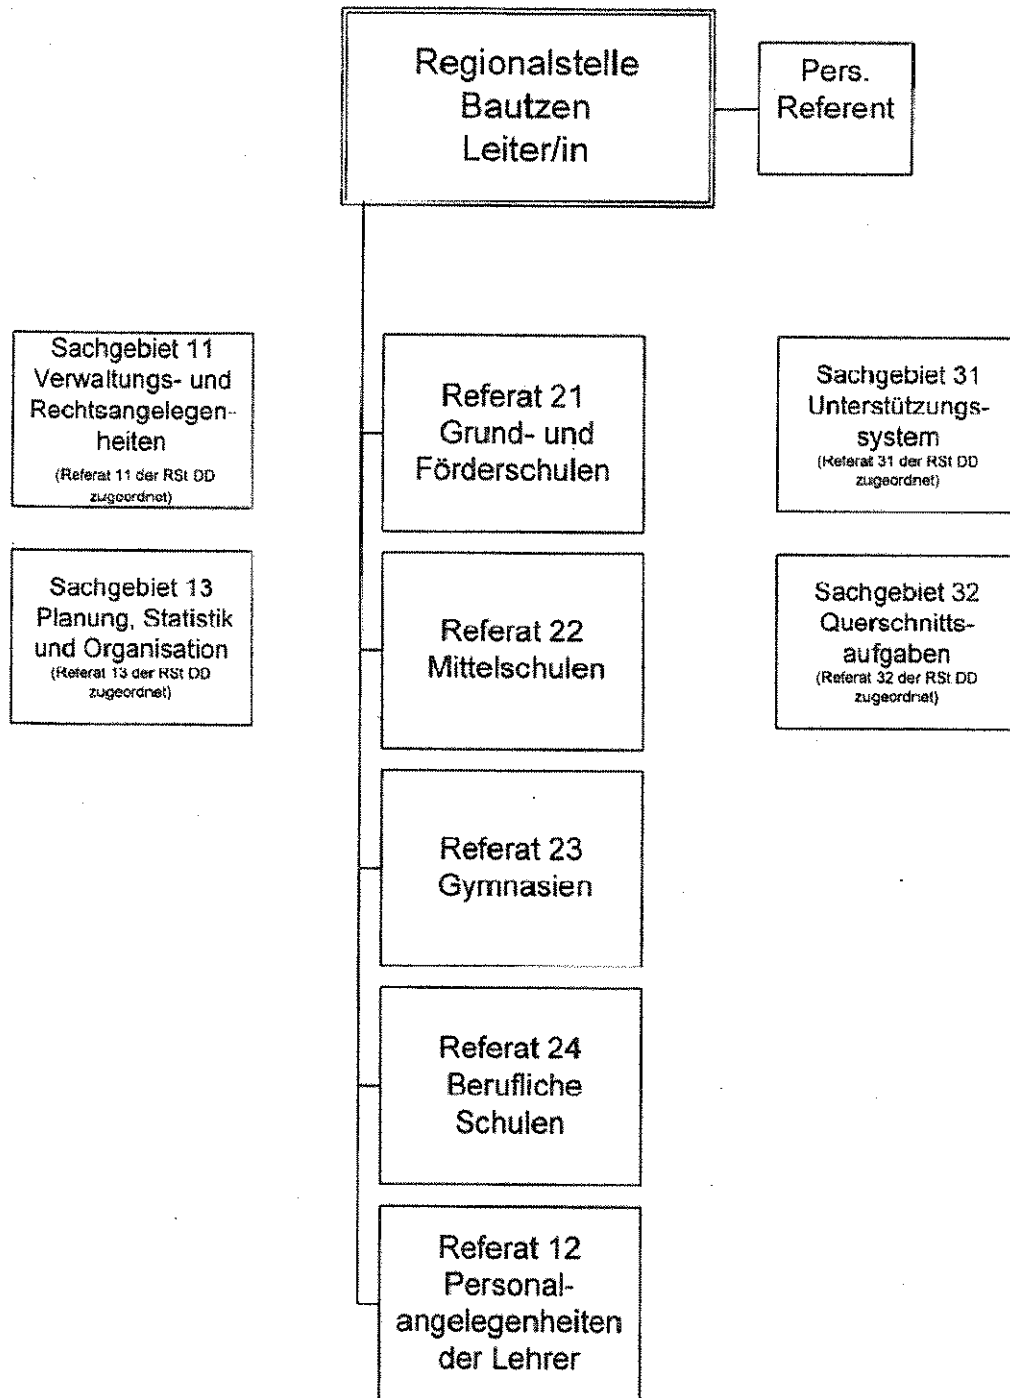 Regionalstelle
Bautzen
Leiter/in
Pers.
Referent
Sachgebiet 11
Verwaltungs- und
Rechtsangelegen-
heiten
(Referat 11 der RSt DD
zugeordnet)
Sachgebiet 13
Planung, Statistik
und Organisation
(Referat 13 der RSt DD
zugeordnet)
Referat 21
Grund- und
Förderschulen
Referat 22
Mittelschulen
Referat 23
Gymnasien
Referat 24
Berufliche
Schulen
Referat 12
Personal-
angelegenheiten
der Lehrer
Sachgebiet 31
Unterstützungs-
system
(Referat 31 der RSt DD
zugeordnet)
Sachgebiet 32
Querschnitts-
aufgaben
(Referat 32 der RSt DD
zugeordnet)